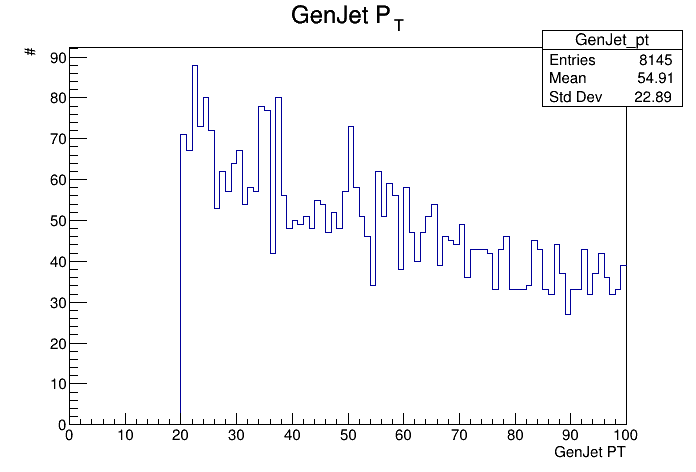 GenJet P_T
#
GenJet_pt
Entries 8145
Mean 54.91
Std Dev 22.89
90
80
70
60
50
40
30
20
10
0
0 10 20 30 40 50 60 70 80 90 100
GenJet PT